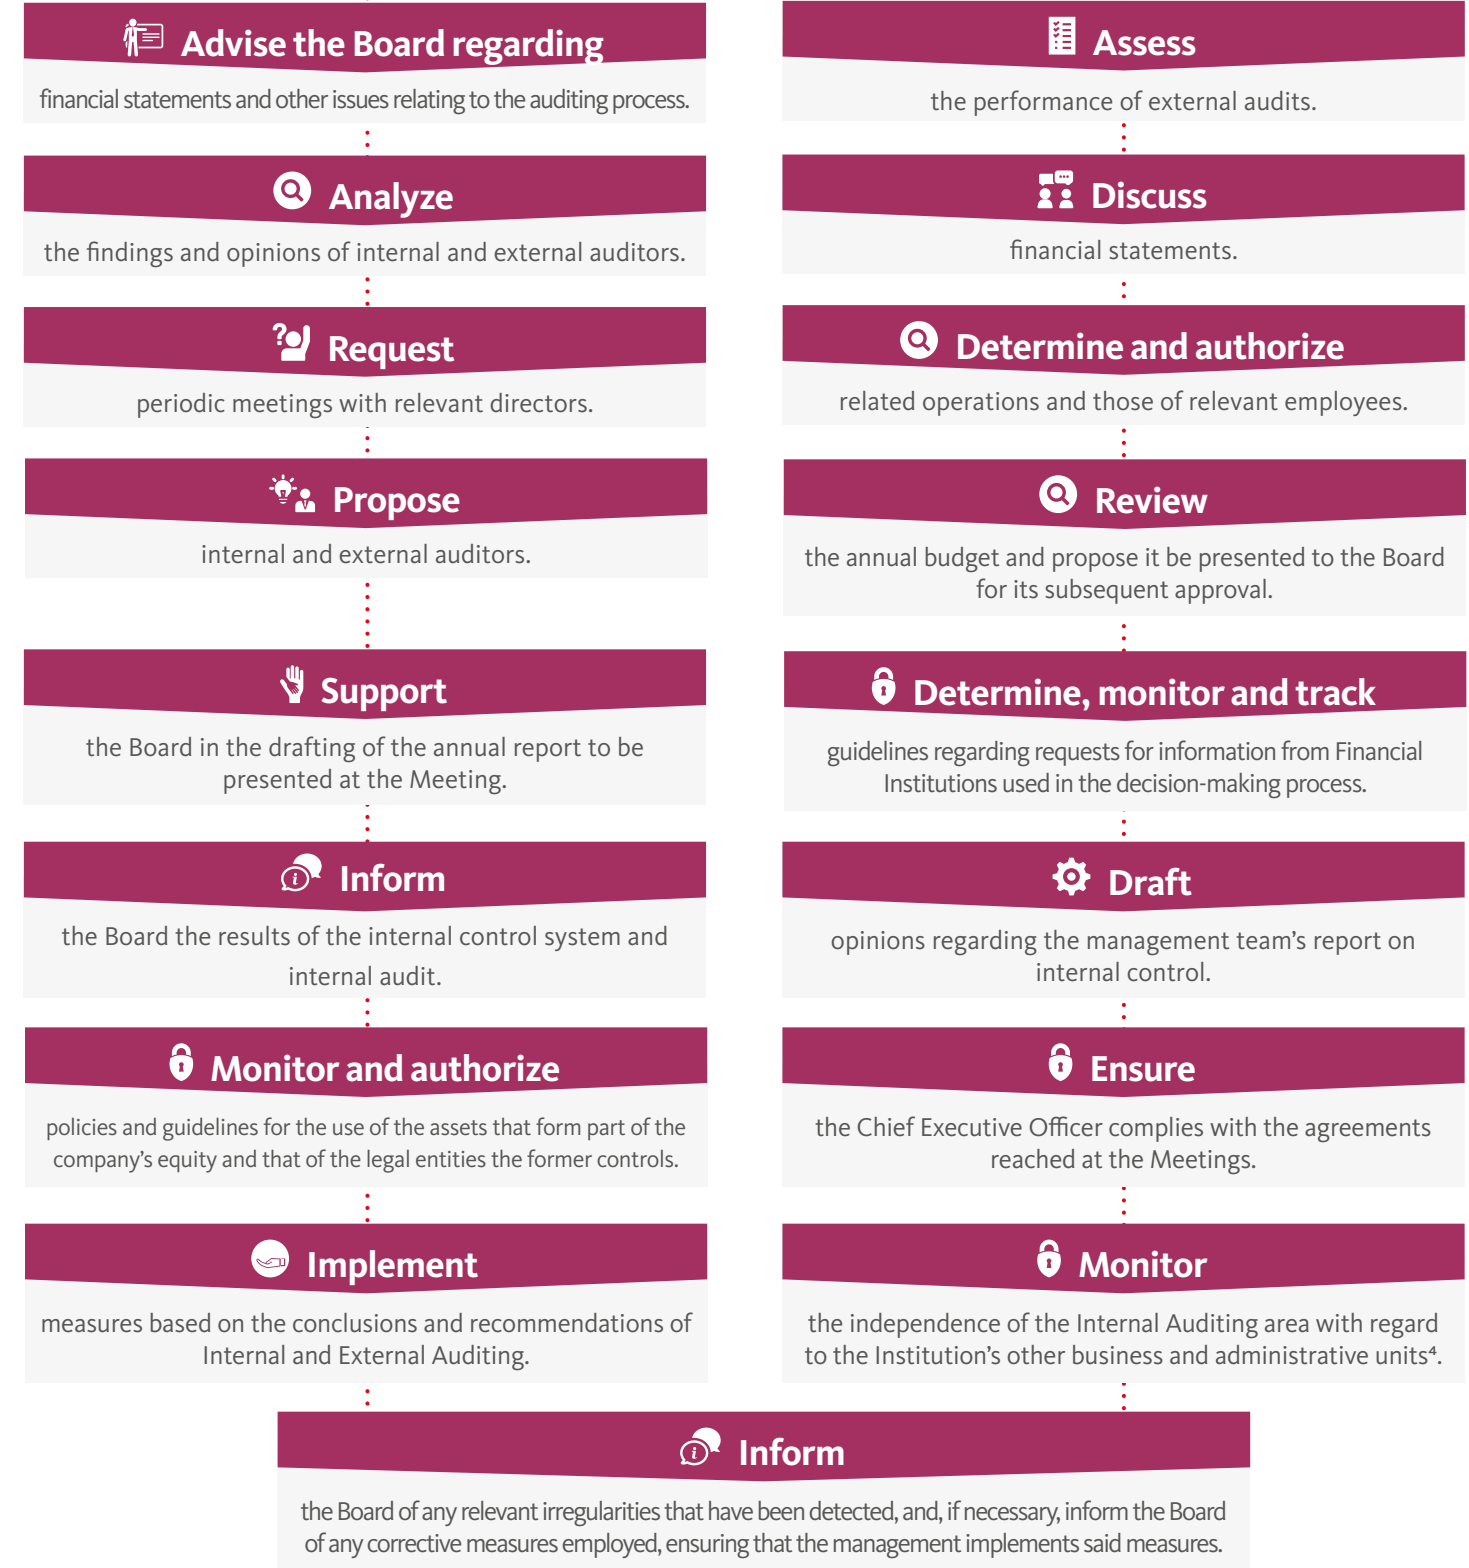 Advise the Board regarding
financial statements and other issues relating to the auditing process.
Analyze
the findings and opinions of internal and external auditors.
Request
periodic meetings with relevant directors.
Propose
internal and external auditors.
Support
the Board in the drafting of the annual report to be
presented at the Meeting.
Inform
the Board the results of the internal control system and
internal audit.
Monitor and authorize
policies and guidelines for the use of the assets that form part of the
company’s equity and that of the legal entities the former controls.
Implement
measures based on the conclusions and recommendations of
Internal and External Auditing.
Assess
the performance of external audits.
Discuss
financial statements.
Determine and authorize
related operations and those of relevant employees.
Review
the annual budget and propose it be presented to the Board
for its subsequent approval.
Determine, monitor and track
guidelines regarding requests for information from Financial
Institutions used in the decision-making process.
Draft
opinions regarding the management team’s report on
internal control.
Ensure
the Chief Executive Officer complies with the agreements
reached at the Meetings.
Monitor
the independence of the Internal Auditing area with regard
to the Institution’s other business and administrative units⁴.
Inform
the Board of any relevant irregularities that have been detected, and, if necessary, inform the Board
of any corrective measures employed, ensuring that the management implements said measures.